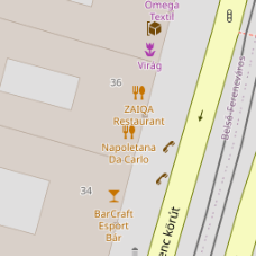 Omega
Textil
Virág
36
ZAIQA
Restaurant
Napoletana
Da-Carlo
34
BarCraft
Esport
Bár
Belső-Ferencváros
enc körút